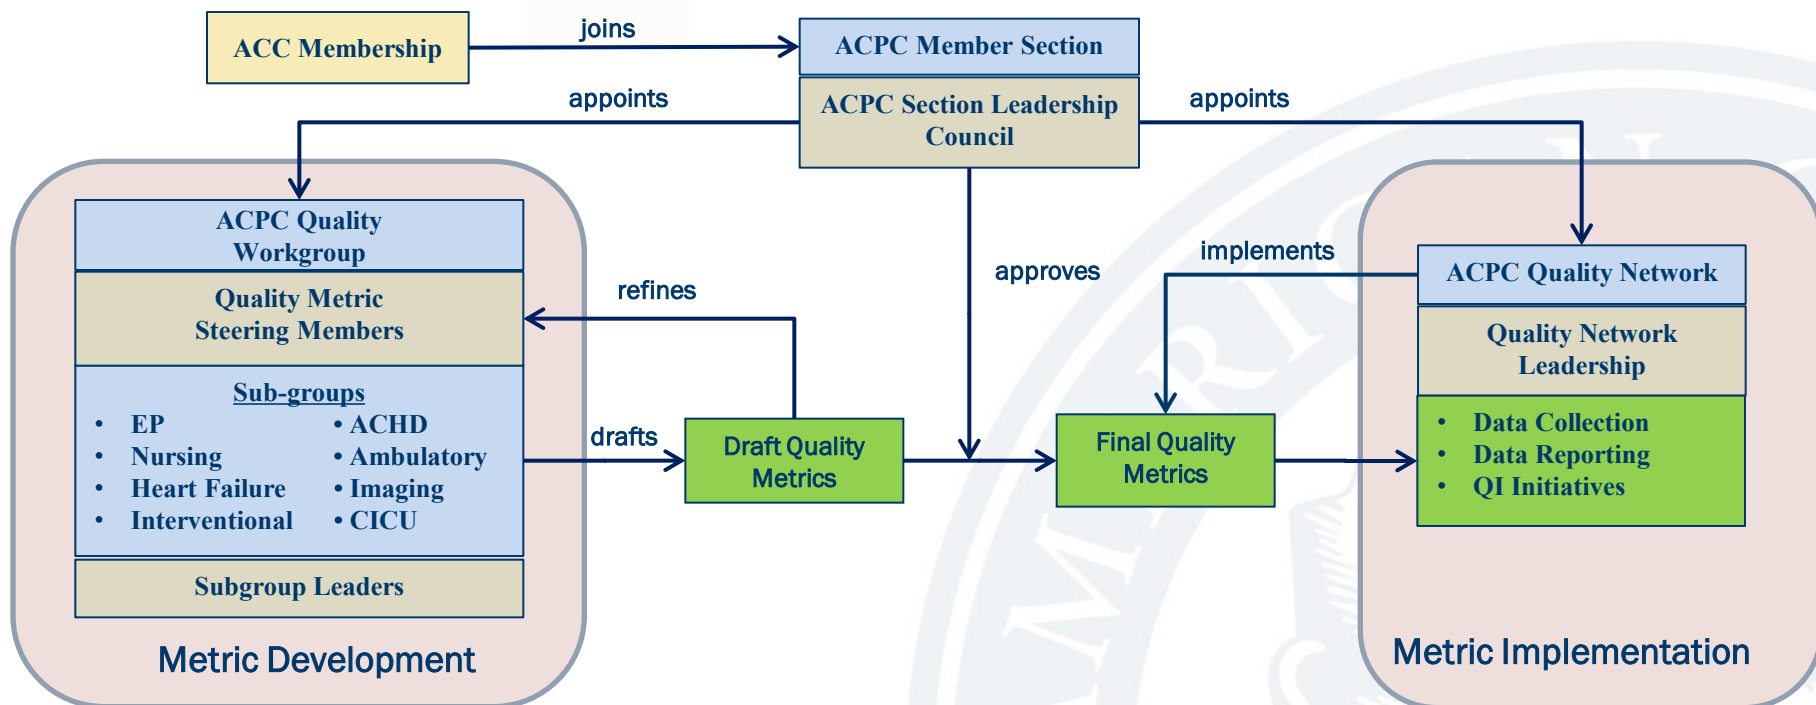 ACC Membership
joins
ACPC Member Section
appoints
ACPC Section Leadership
Council
appoints
ACPC Quality
Workgroup
Quality Metric
Steering Members
refines
approves
implements
ACPC Quality Network
Quality Network
Leadership
Sub-groups
• EP
• Nursing
• Heart Failure
• Interventional
• ACHD
• Ambulatory
• Imaging
• CICU
drafts
Draft Quality
Metrics
Final Quality
Metrics
• Data Collection
• Data Reporting
• QI Initiatives
Subgroup Leaders
Metric Development
Metric Implementation